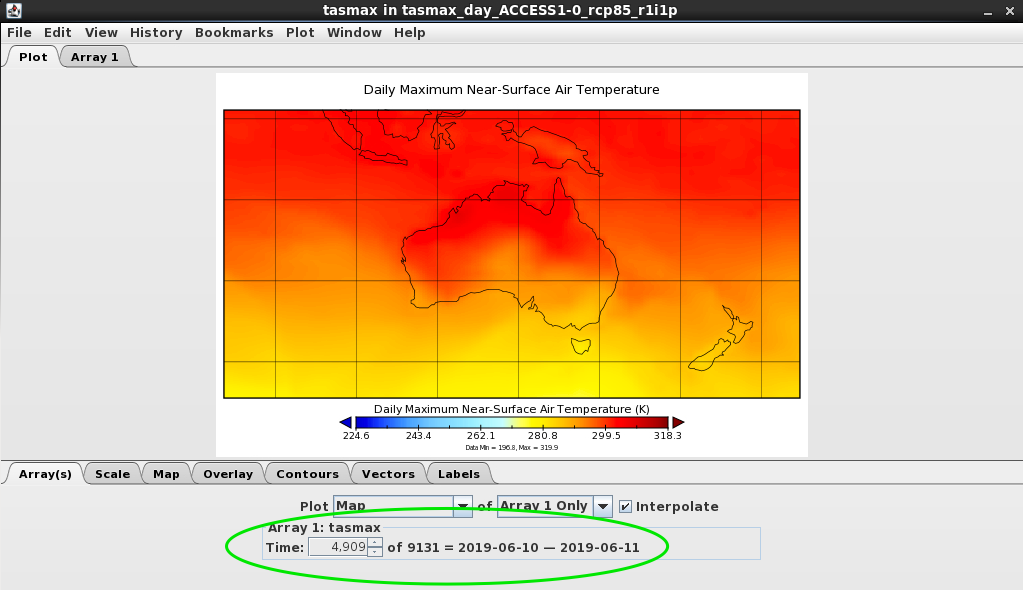 tasmax in tasmax_day_ACCESS1-0_rcp85_r1i1p
File Edit View History Bookmarks Plot Window Help
Plot Array 1
Daily Maximum Near-Surface Air Temperature
Daily Maximum Near-Surface Air Temperature (K)
224.6 243.4 262.1 280.8 299.5 318.3
Data Min = 196.8, Max = 319.9
Array(s) Scale Map Overlay Contours Vectors Labels
Plot Map of Array 1 Only Interpolate
Array 1: tasmax
Time: 4,909 of 9131 = 2019-06-10 — 2019-06-11